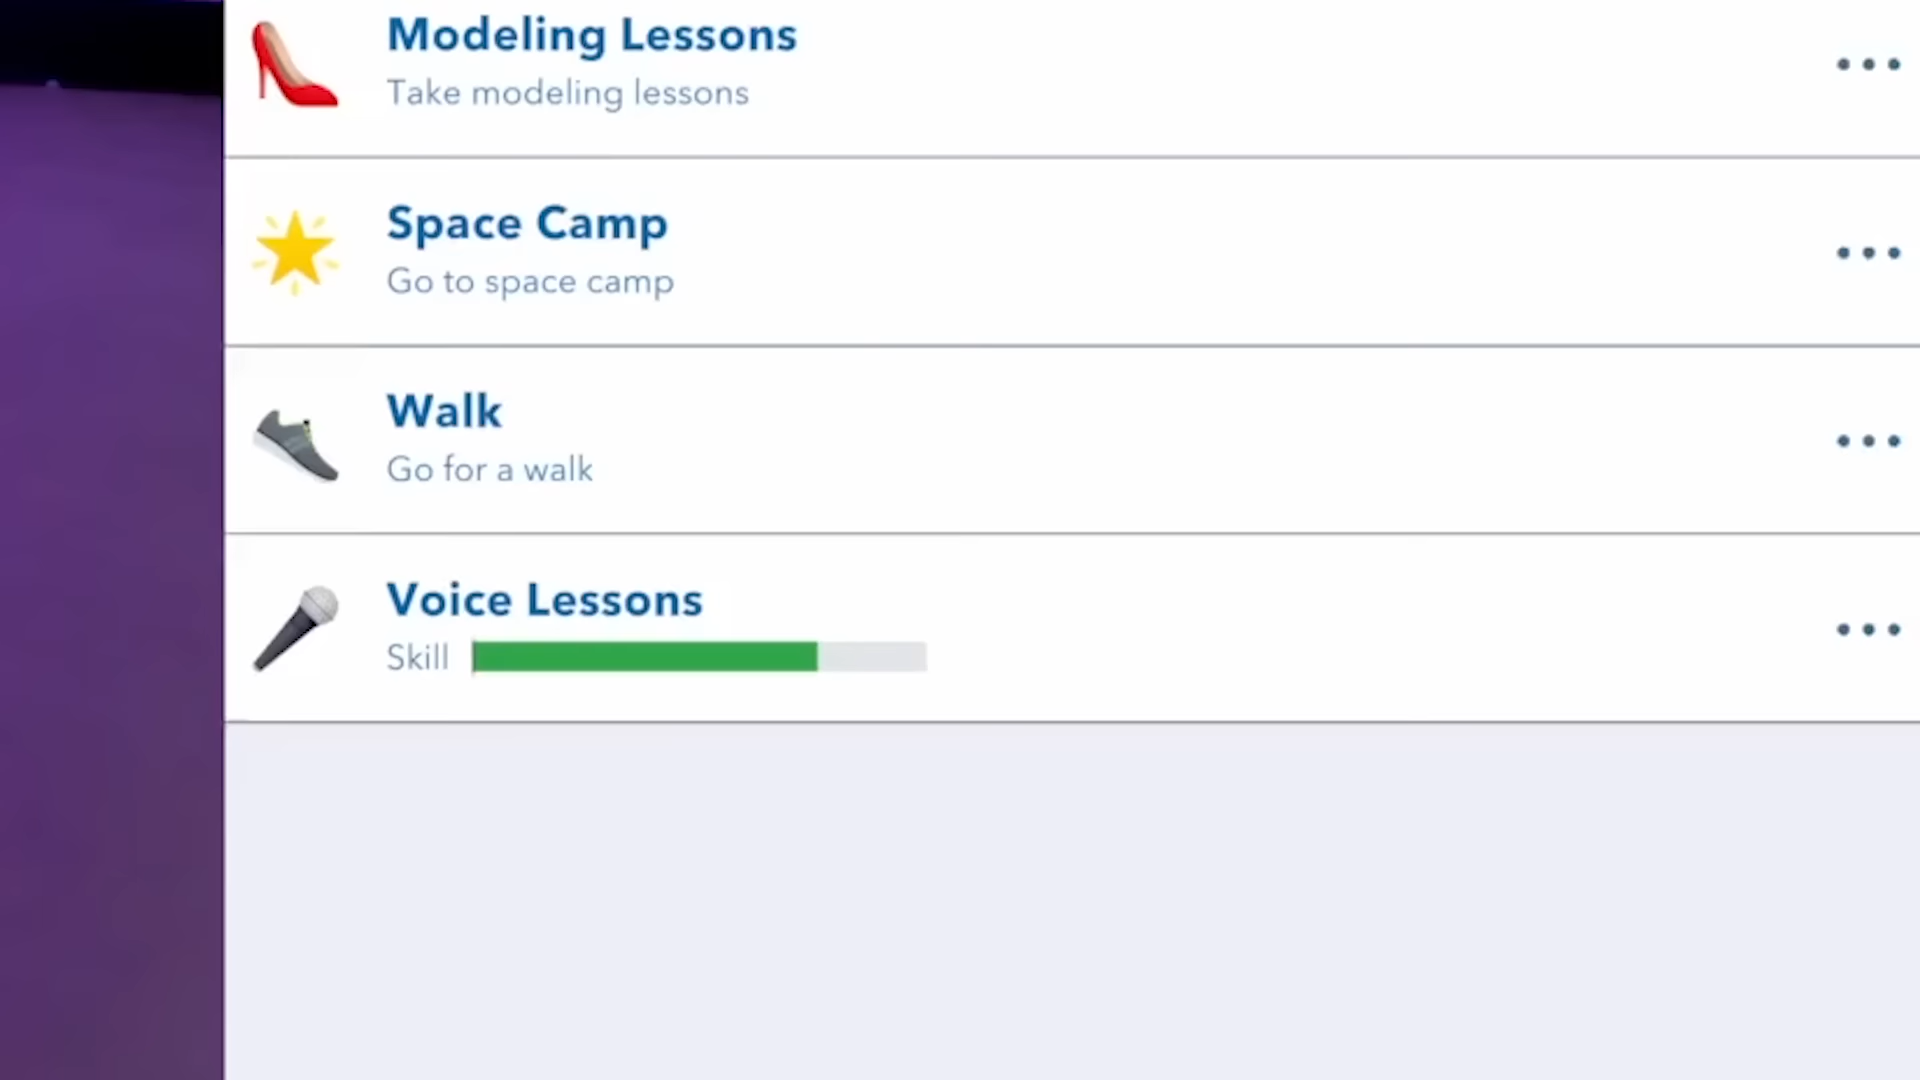 Modeling Lessons
Take modeling lessons
Space Camp
Go to space camp
Walk
Go for a walk
Voice Lessons
Skill